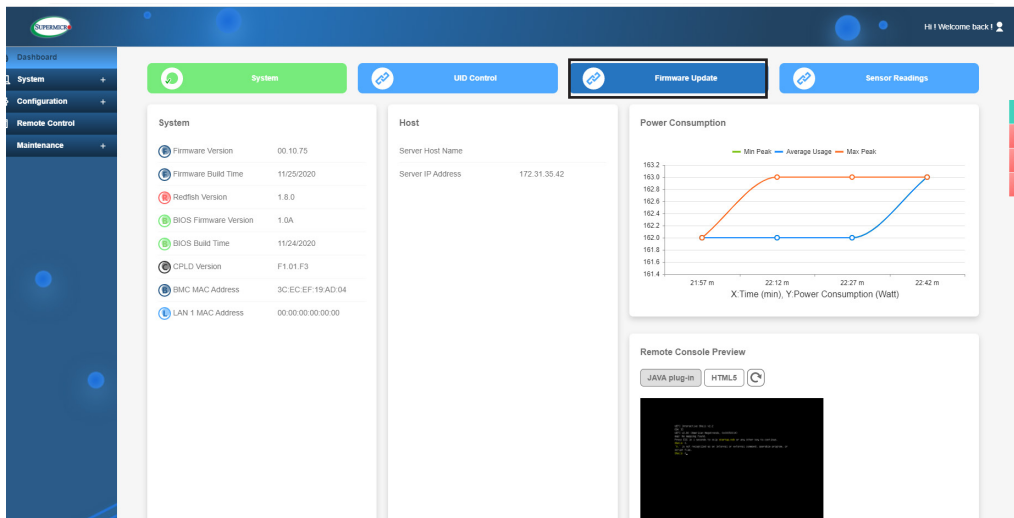 SUPERMICR
Hi ! Welcome back !
Dashboard
System +
Configuration +
Remote Control
Maintenance +
System
UID Control
Firmware Update
Sensor Readings
System
Firmware Version 00.10.75
Firmware Build Time 11/25/2020
Redfish Version 1.8.0
BIOS Firmware Version 1.0A
BIOS Build Time 11/24/2020
CPLD Version F1.01.F3
BMC MAC Address 3C:EC:EF:19:AD:04
LAN 1 MAC Address 00:00:00:00:00:00
Host
Server Host Name
Server IP Address 172.31.35.42
Power Consumption
Min Peak Average Usage Max Peak
163.2
163.0
162.8
162.6
162.4
162.2
162.0
161.8
161.6
161.4
21:57 m 22:12 m 22:27 m 22:42 m
X:Time (min), Y:Power Consumption (Watt)
Remote Console Preview
JAVA plug-in HTML5